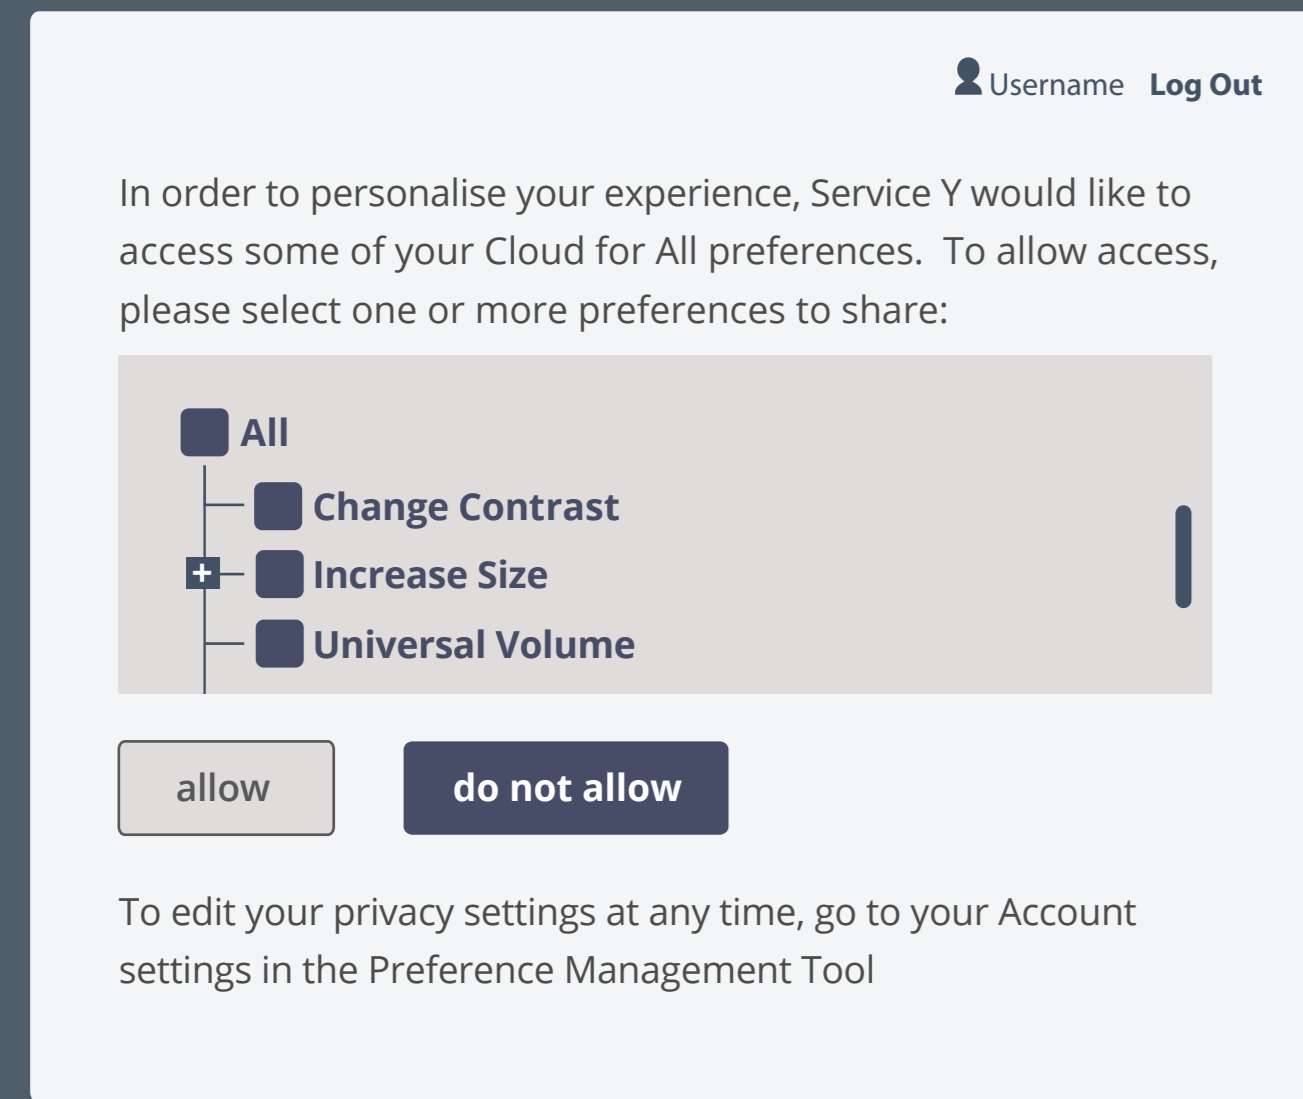 Username Log Out
In order to personalise your experience, Service Y would like to
access some of your Cloud for All preferences.  To allow access,
please select one or more preferences to share:
All
Change Contrast
+ Increase Size
Universal Volume
allow do not allow
To edit your privacy settings at any time, go to your Account
settings in the Preference Management Tool